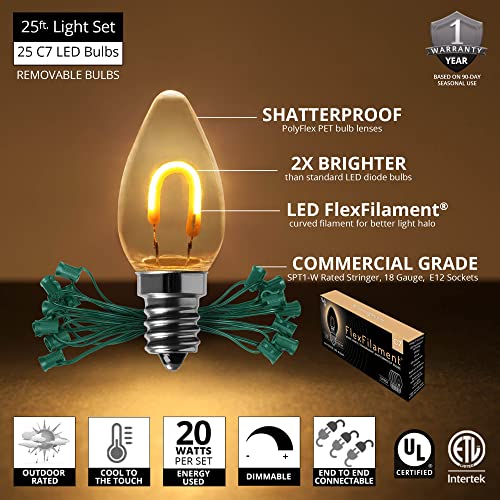 25ft. Light Set
25 C7 LED Bulbs
REMOVABLE BULBS
1
WARRANTY
YEAR
BASED ON 90-DAY
SEASONAL USE
SHATTERPROOF
PolyFlex PET bulb lenses
2X BRIGHTER
than standard LED diode bulbs
LED FlexFilament®
curved filament for better light halo
COMMERCIAL GRADE
SPT1-W Rated Stringer, 18 Gauge, E12 Sockets
FlexFilament
OUTDOOR
RATED
COOL TO
THE TOUCH
20
WATTS
PER SET
ENERGY
USED
DIMMABLE
END TO END
CONNECTABLE
UL
CERTIFIED
ETL
Intertek